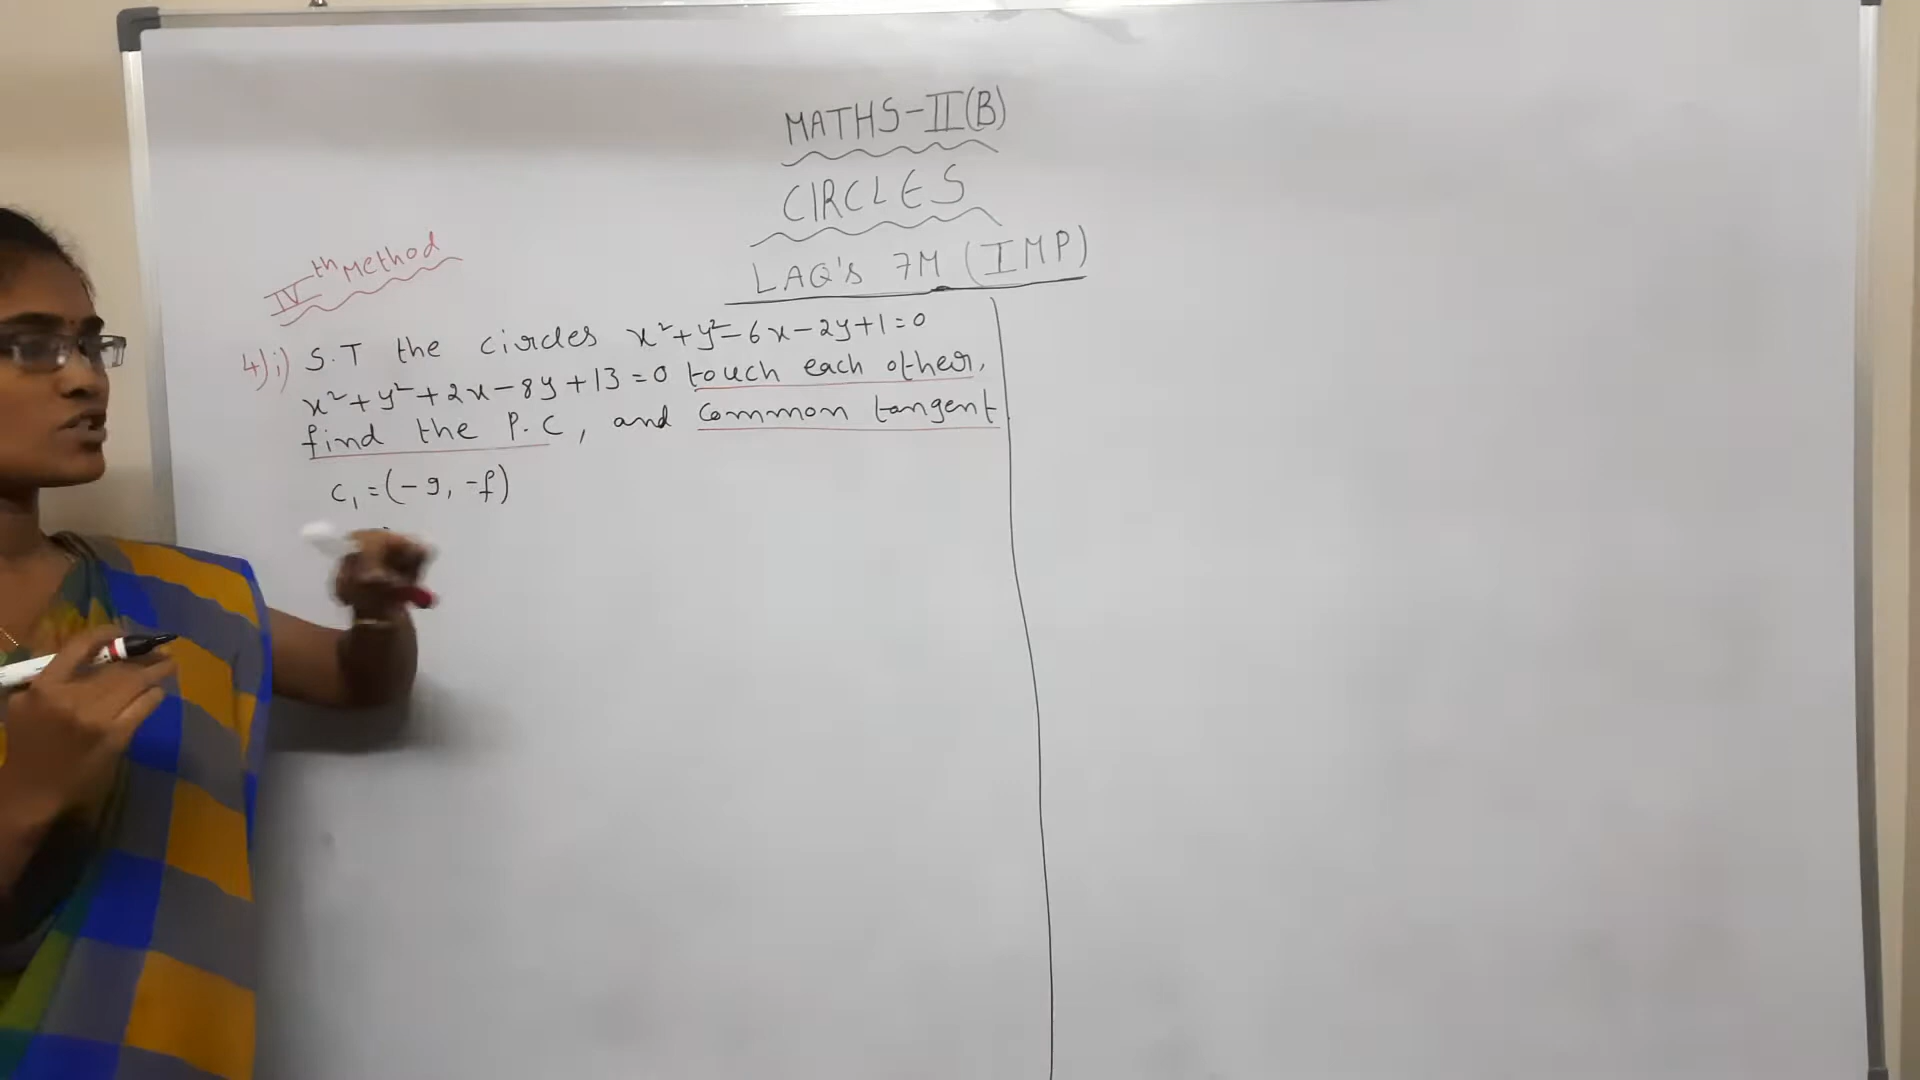 MATHS-II(B)
CIRCLES
LAQ's 7M (IMP)
IVth Method
4) i) S.T the circles x²+y²-6x-2y+1=0
x²+y²+2x-8y+13=0 touch each other,
find the P.C, and common tangent
C₁=(-g, -f)